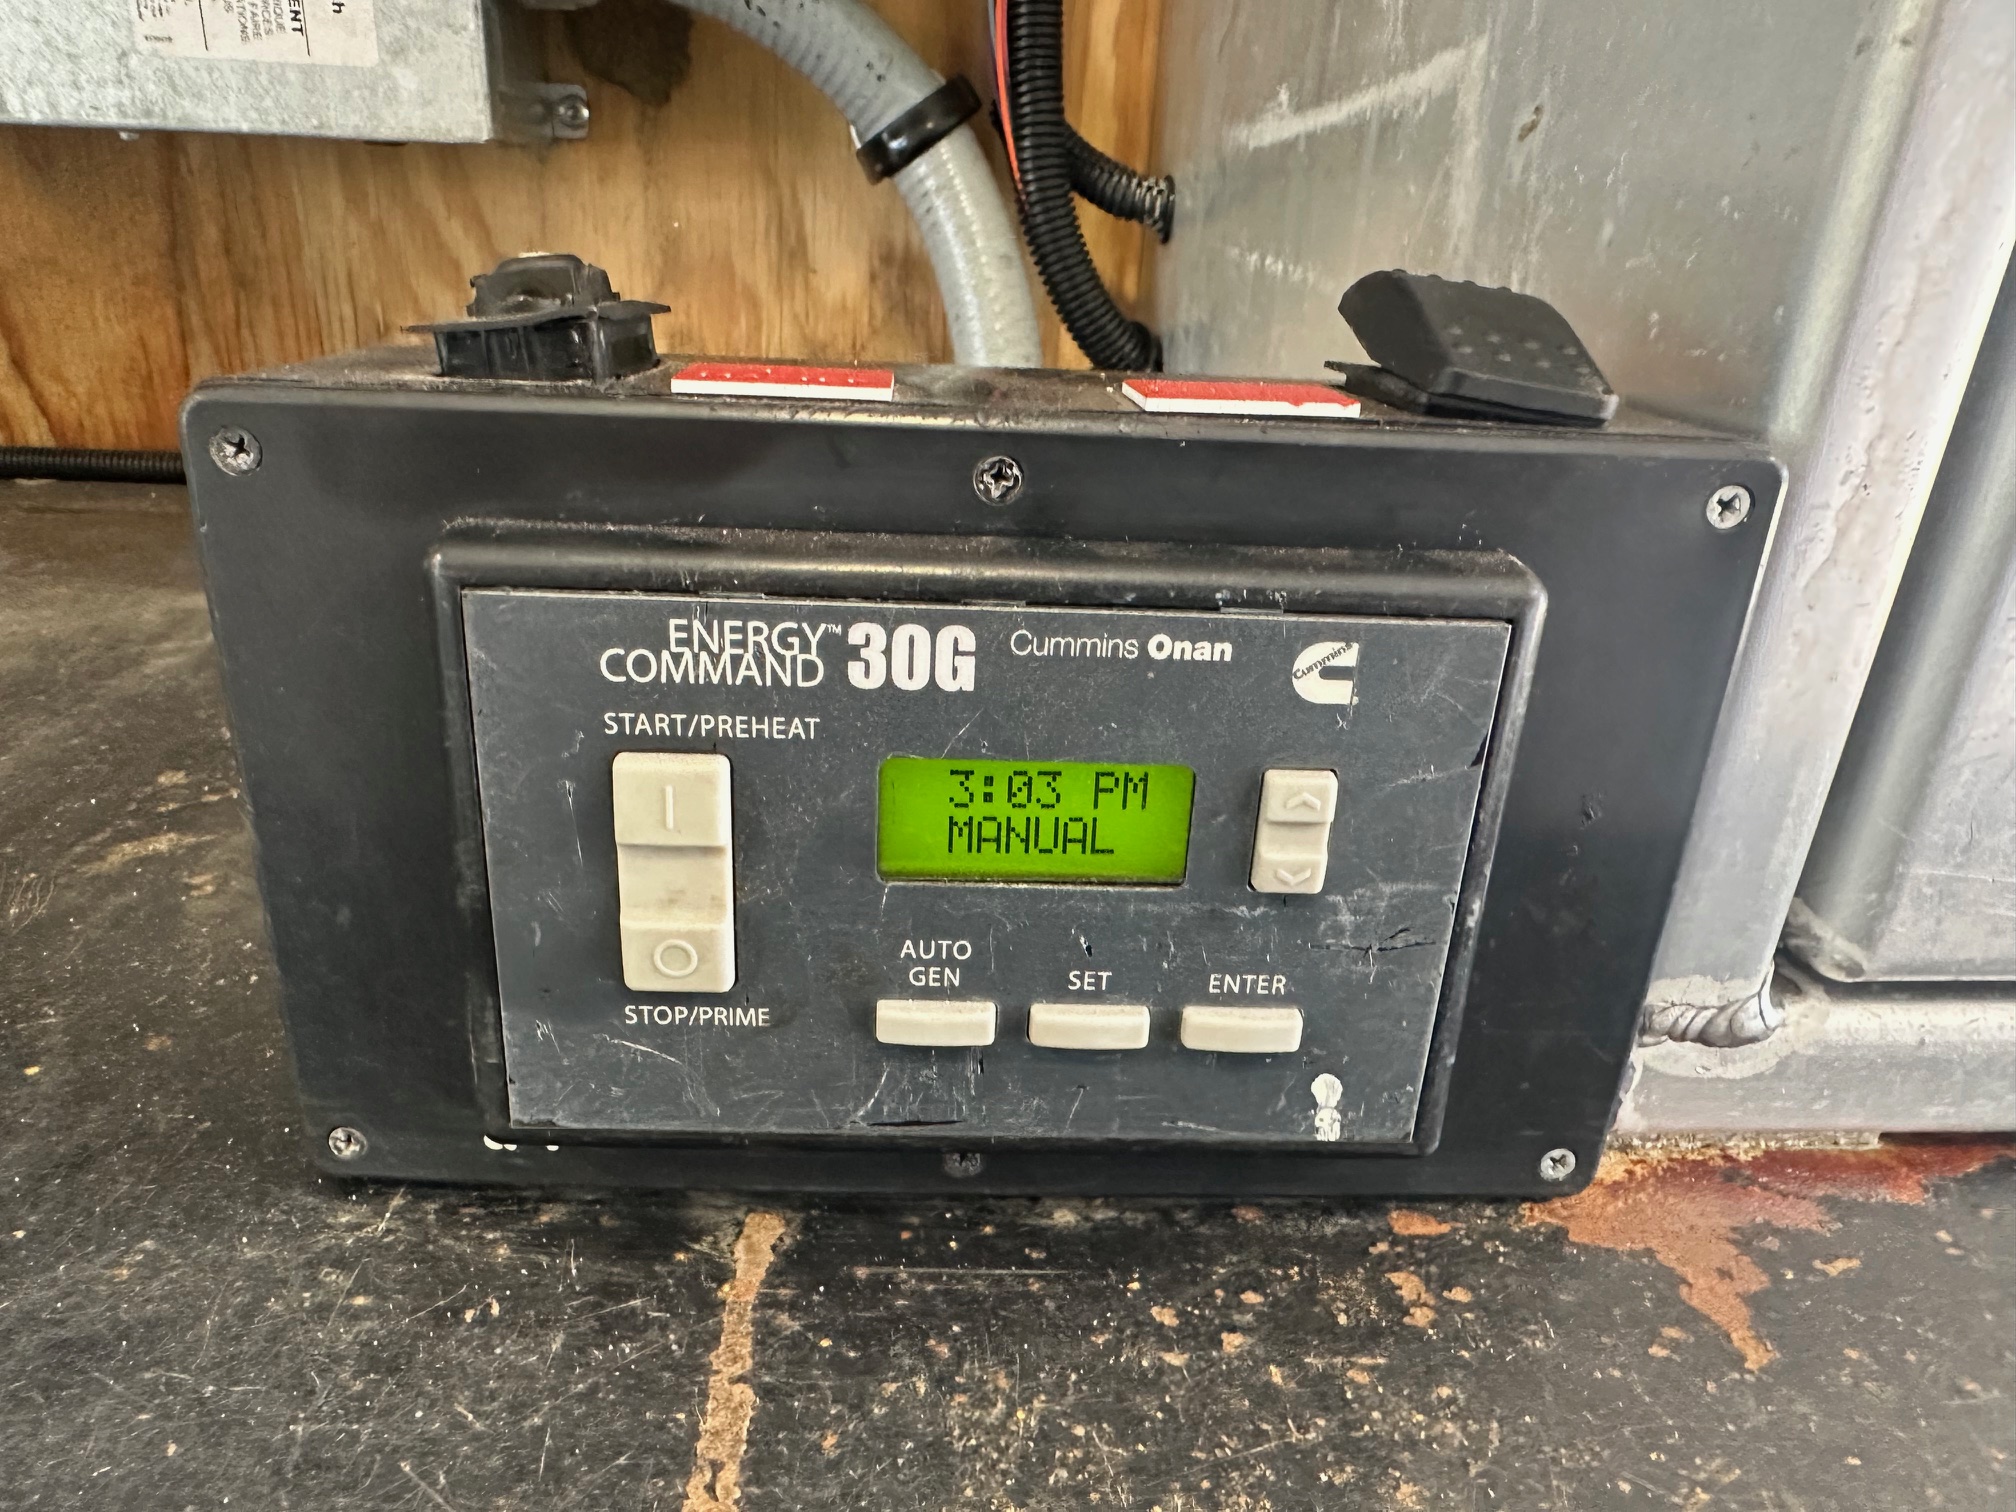 ENERGY™
COMMAND 30G
Cummins Onan
Cummins
START/PREHEAT
3:03 PM
MANUAL
AUTO
GEN
SET
ENTER
STOP/PRIME